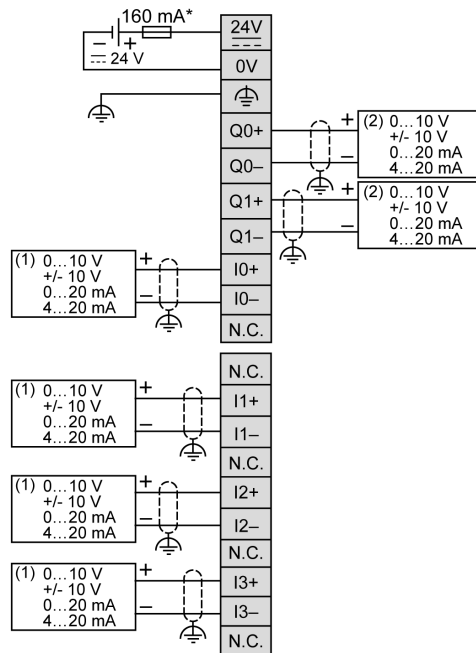 160 mA*
– +
24 V
24V
0V
Q0+
Q0–
Q1+
Q1–
I0+
I0–
N.C.
+
–
(2) 0...10 V
+/- 10 V
0...20 mA
4...20 mA
+
–
(2) 0...10 V
+/- 10 V
0...20 mA
4...20 mA
(1) 0...10 V
+/- 10 V
0...20 mA
4...20 mA
+
–
N.C.
I1+
I1–
N.C.
I2+
I2–
N.C.
I3+
I3–
N.C.
(1) 0...10 V
+/- 10 V
0...20 mA
4...20 mA
+
–
(1) 0...10 V
+/- 10 V
0...20 mA
4...20 mA
+
–
(1) 0...10 V
+/- 10 V
0...20 mA
4...20 mA
+
–